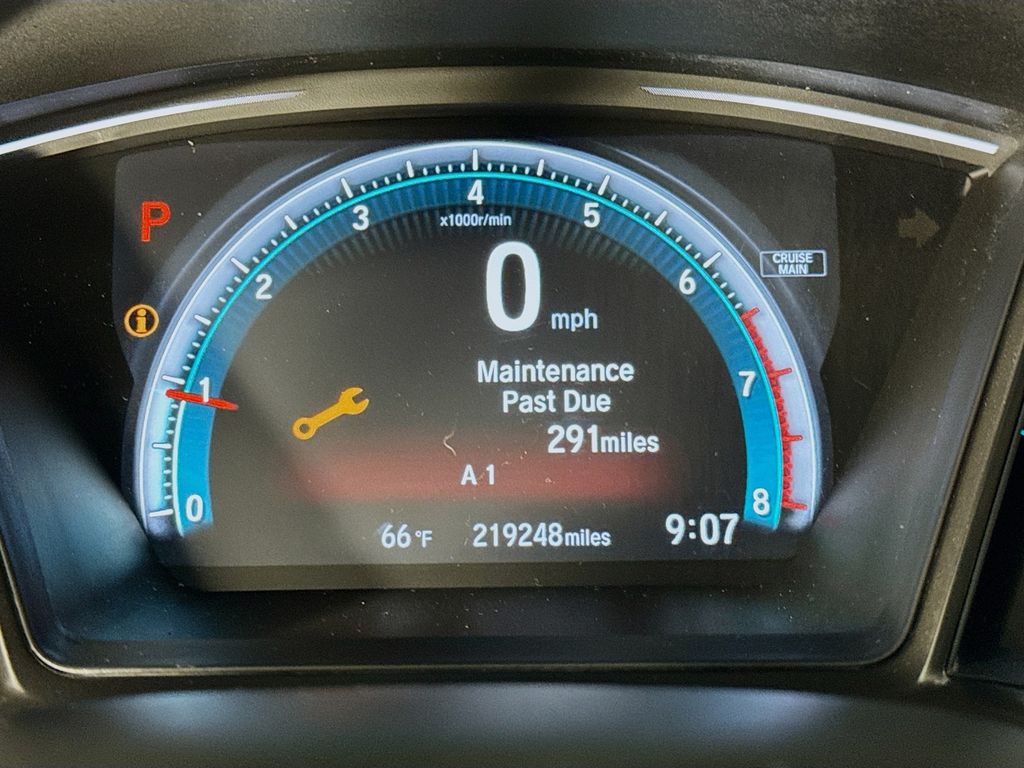 4
x1000r/min
3
5
P
2
6
0 mph
CRUISE
MAIN
i
Maintenance
Past Due
1
7
291miles
A 1
0
8
66°F 219248miles 9:07